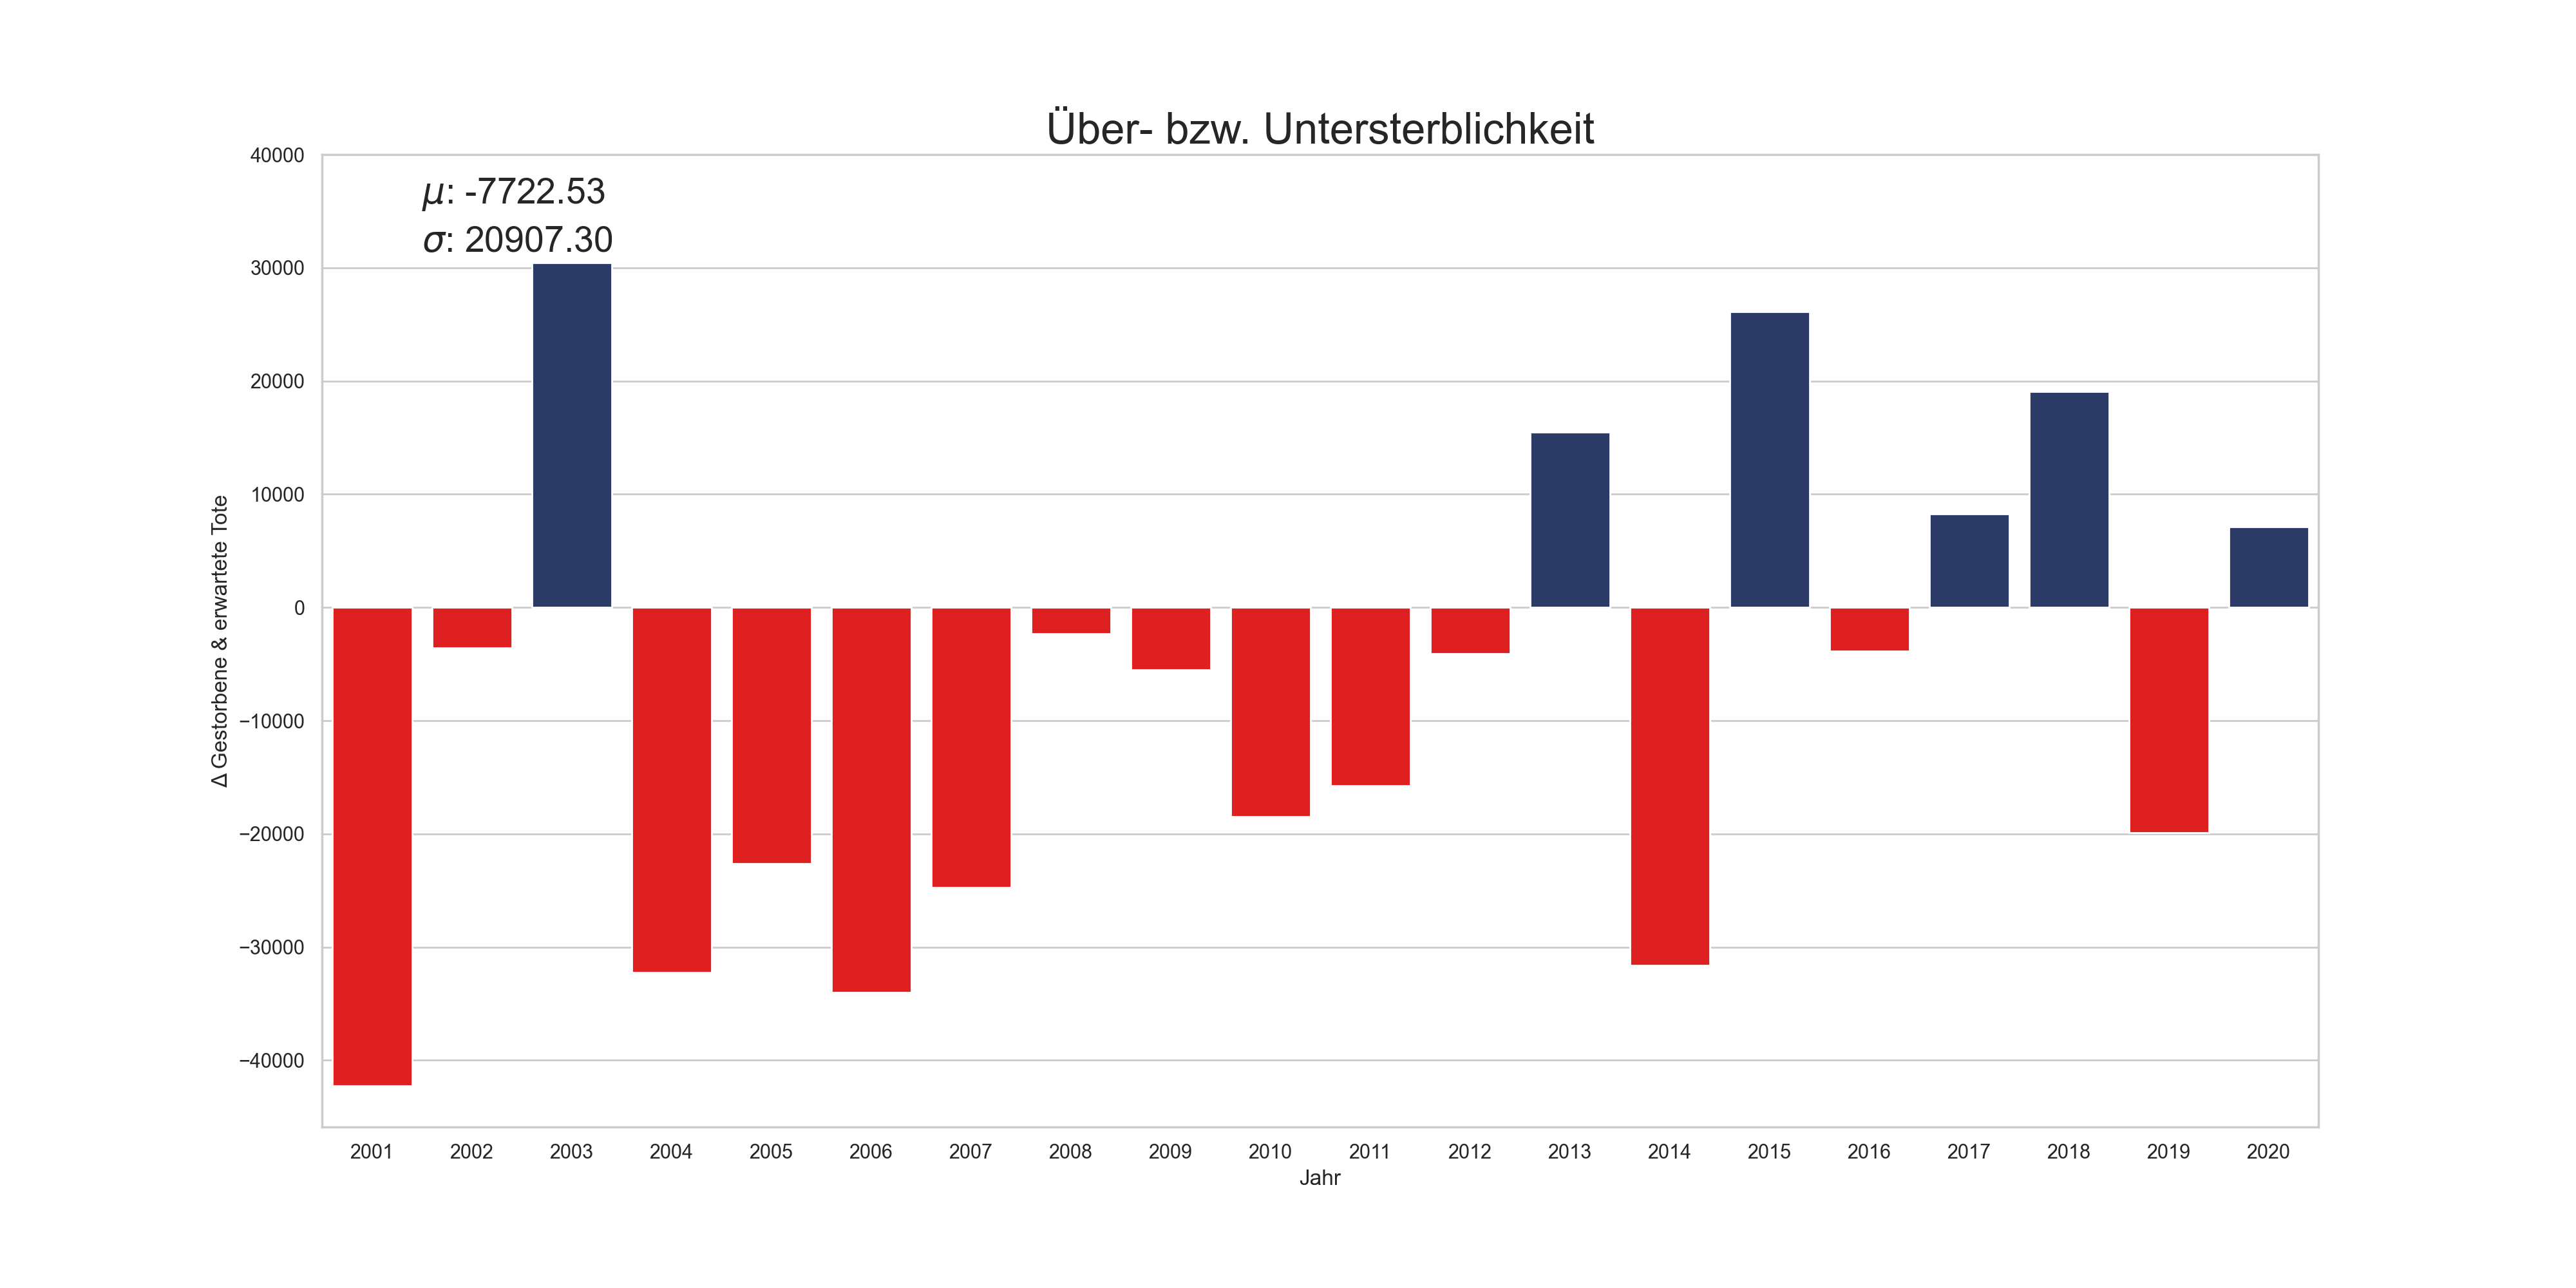 Über- bzw. Untersterblichkeit
μ: -7722.53
σ: 20907.30
40000
30000
20000
10000
0
−10000
−20000
−30000
−40000
Δ Gestorbene & erwartete Tote
2001 2002 2003 2004 2005 2006 2007 2008 2009 2010 2011 2012 2013 2014 2015 2016 2017 2018 2019 2020
Jahr